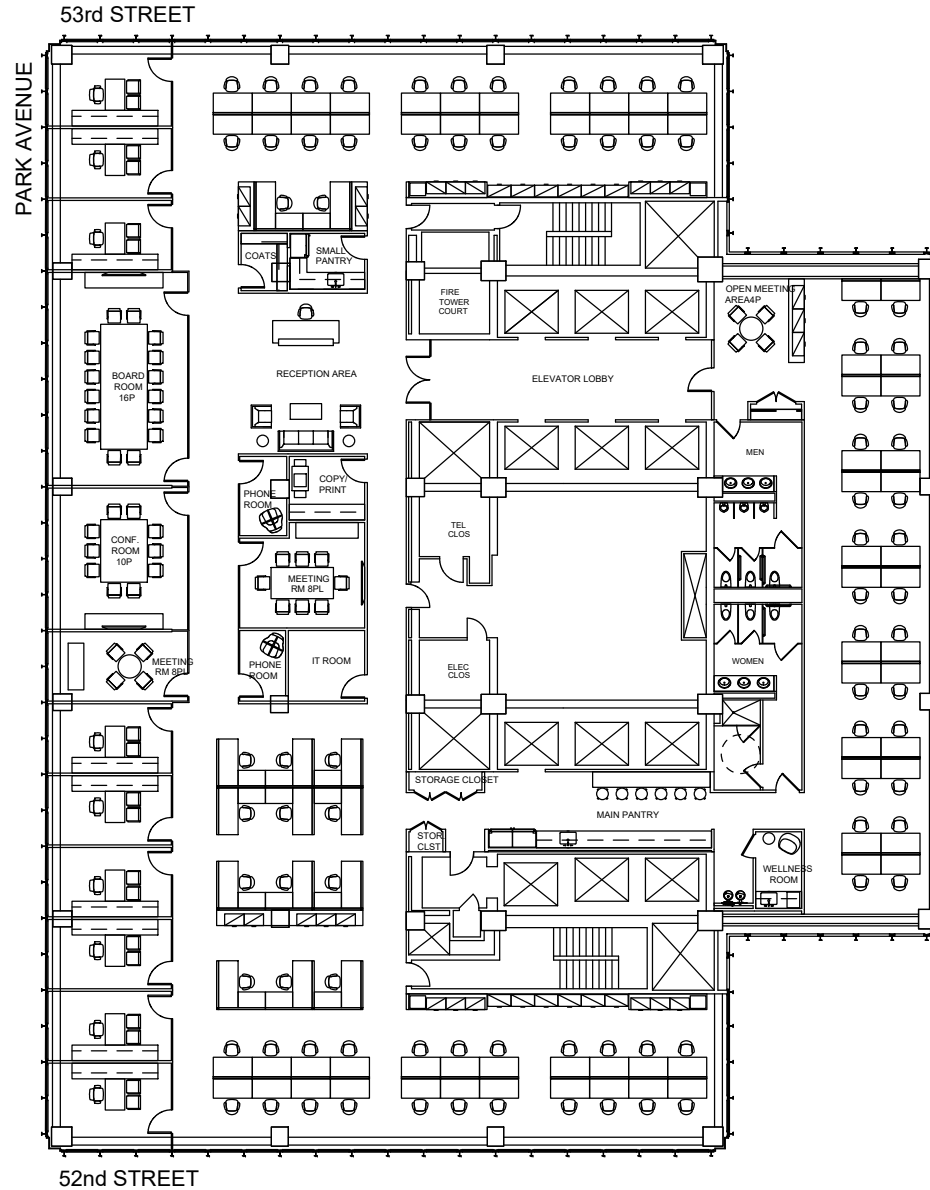 53rd STREET
PARK AVENUE
COATS
SMALL
PANTRY
FIRE
TOWER
COURT
OPEN MEETING
AREA4P
RECEPTION AREA
ELEVATOR LOBBY
BOARD
ROOM
16P
MEN
COPY/
PRINT
PHONE
ROOM
TEL
CLOS
CONF.
ROOM
10P
MEETING
RM 8PL
MEETING
RM 8PL
PHONE
ROOM
IT ROOM
ELEC
CLOS
WOMEN
STORAGE CLOSET
MAIN PANTRY
STOR
CLST
WELLNESS
ROOM
52nd STREET